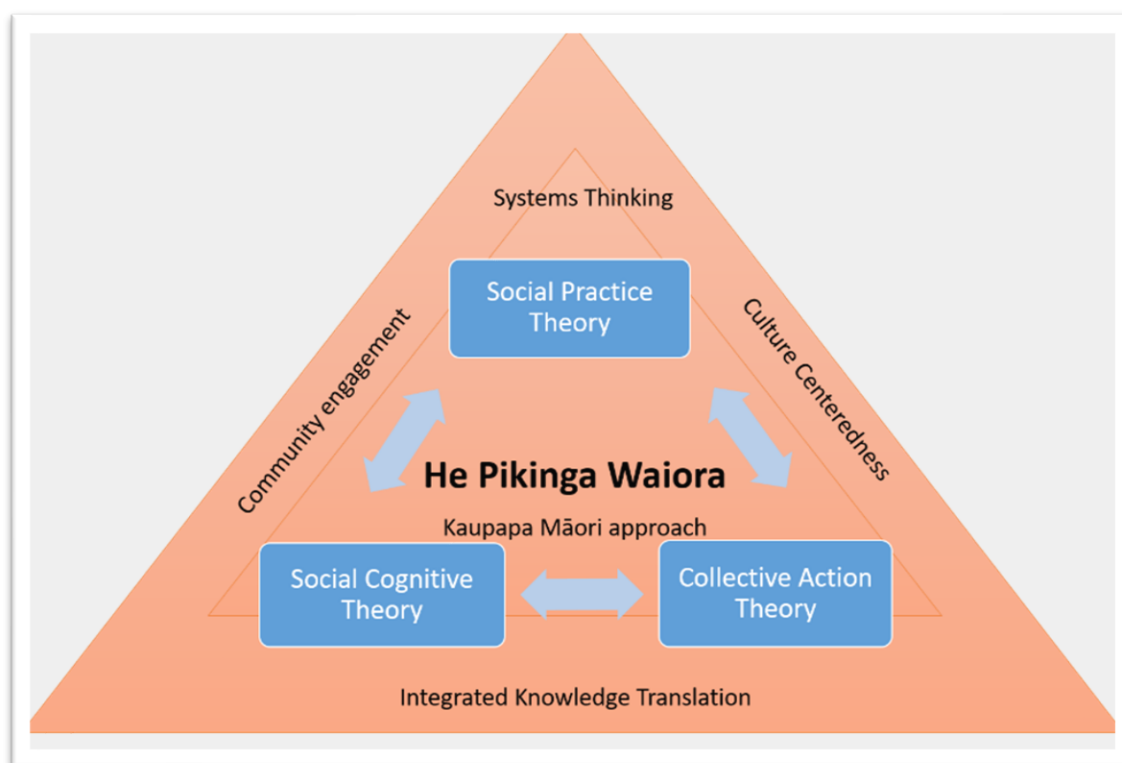 Systems Thinking
Social Practice
Theory
Community engagement
Culture Centeredness
He Pikinga Waiora
Kaupapa Māori approach
Social Cognitive
Theory
Collective Action
Theory
Integrated Knowledge Translation